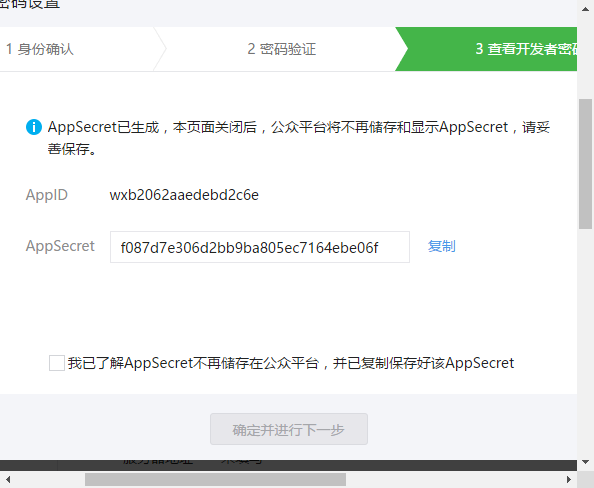 密码设置
1 身份确认
2 密码验证
3 查看开发者密码
AppSecret已生成，本页面关闭后，公众平台将不再储存和显示AppSecret，请妥
善保存。
AppID wxb2062aaedebd2c6e
AppSecret f087d7e306d2bb9ba805ec7164ebe06f 复制
我已了解AppSecret不再储存在公众平台，并已复制保存好该AppSecret
确定并进行下一步